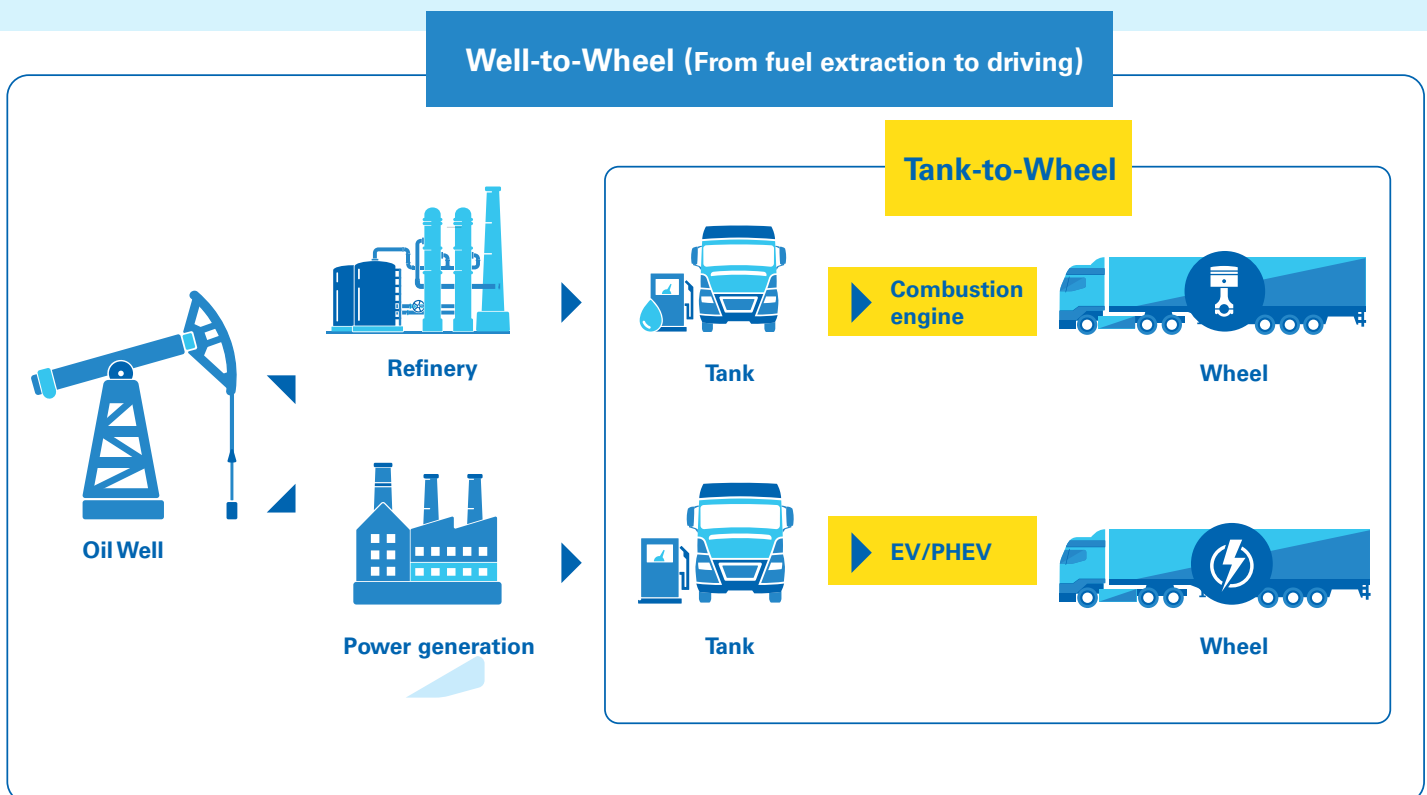 Well-to-Wheel (From fuel extraction to driving)
Tank-to-Wheel
Combustion
engine
Refinery
Tank
Wheel
Oil Well
EV/PHEV
Power generation
Tank
Wheel